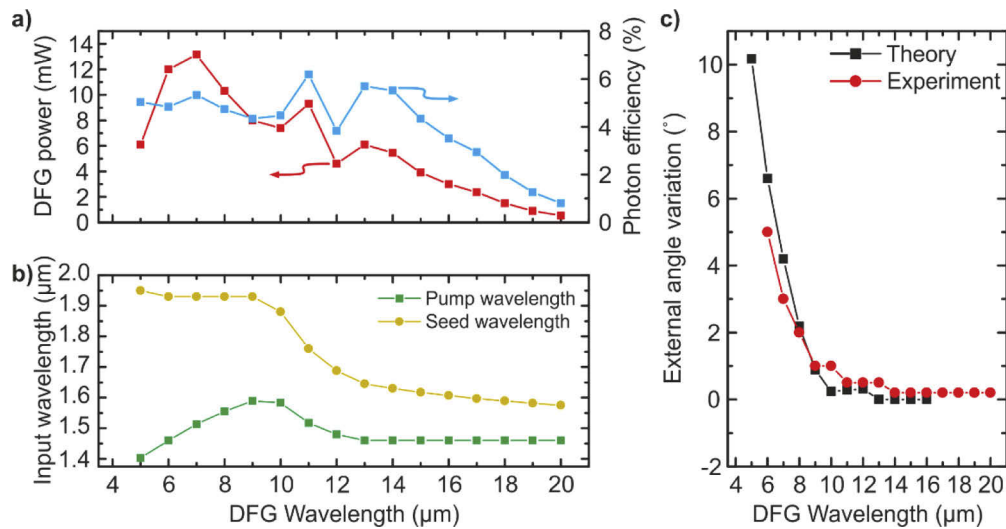 a)
DFG power (mW)
14
12
10
8
6
4
2
0
8
6
4
2
0
Photon efficiency (%)
b)
Input wavelength (μm)
2.0
1.9
1.8
1.7
1.6
1.5
1.4
Pump wavelength
Seed wavelength
4 6 8 10 12 14 16 18 20
DFG Wavelength (μm)
c)
External angle variation (°)
10
8
6
4
2
0
-2
Theory
Experiment
4 6 8 10 12 14 16 18 20
DFG Wavelength (μm)